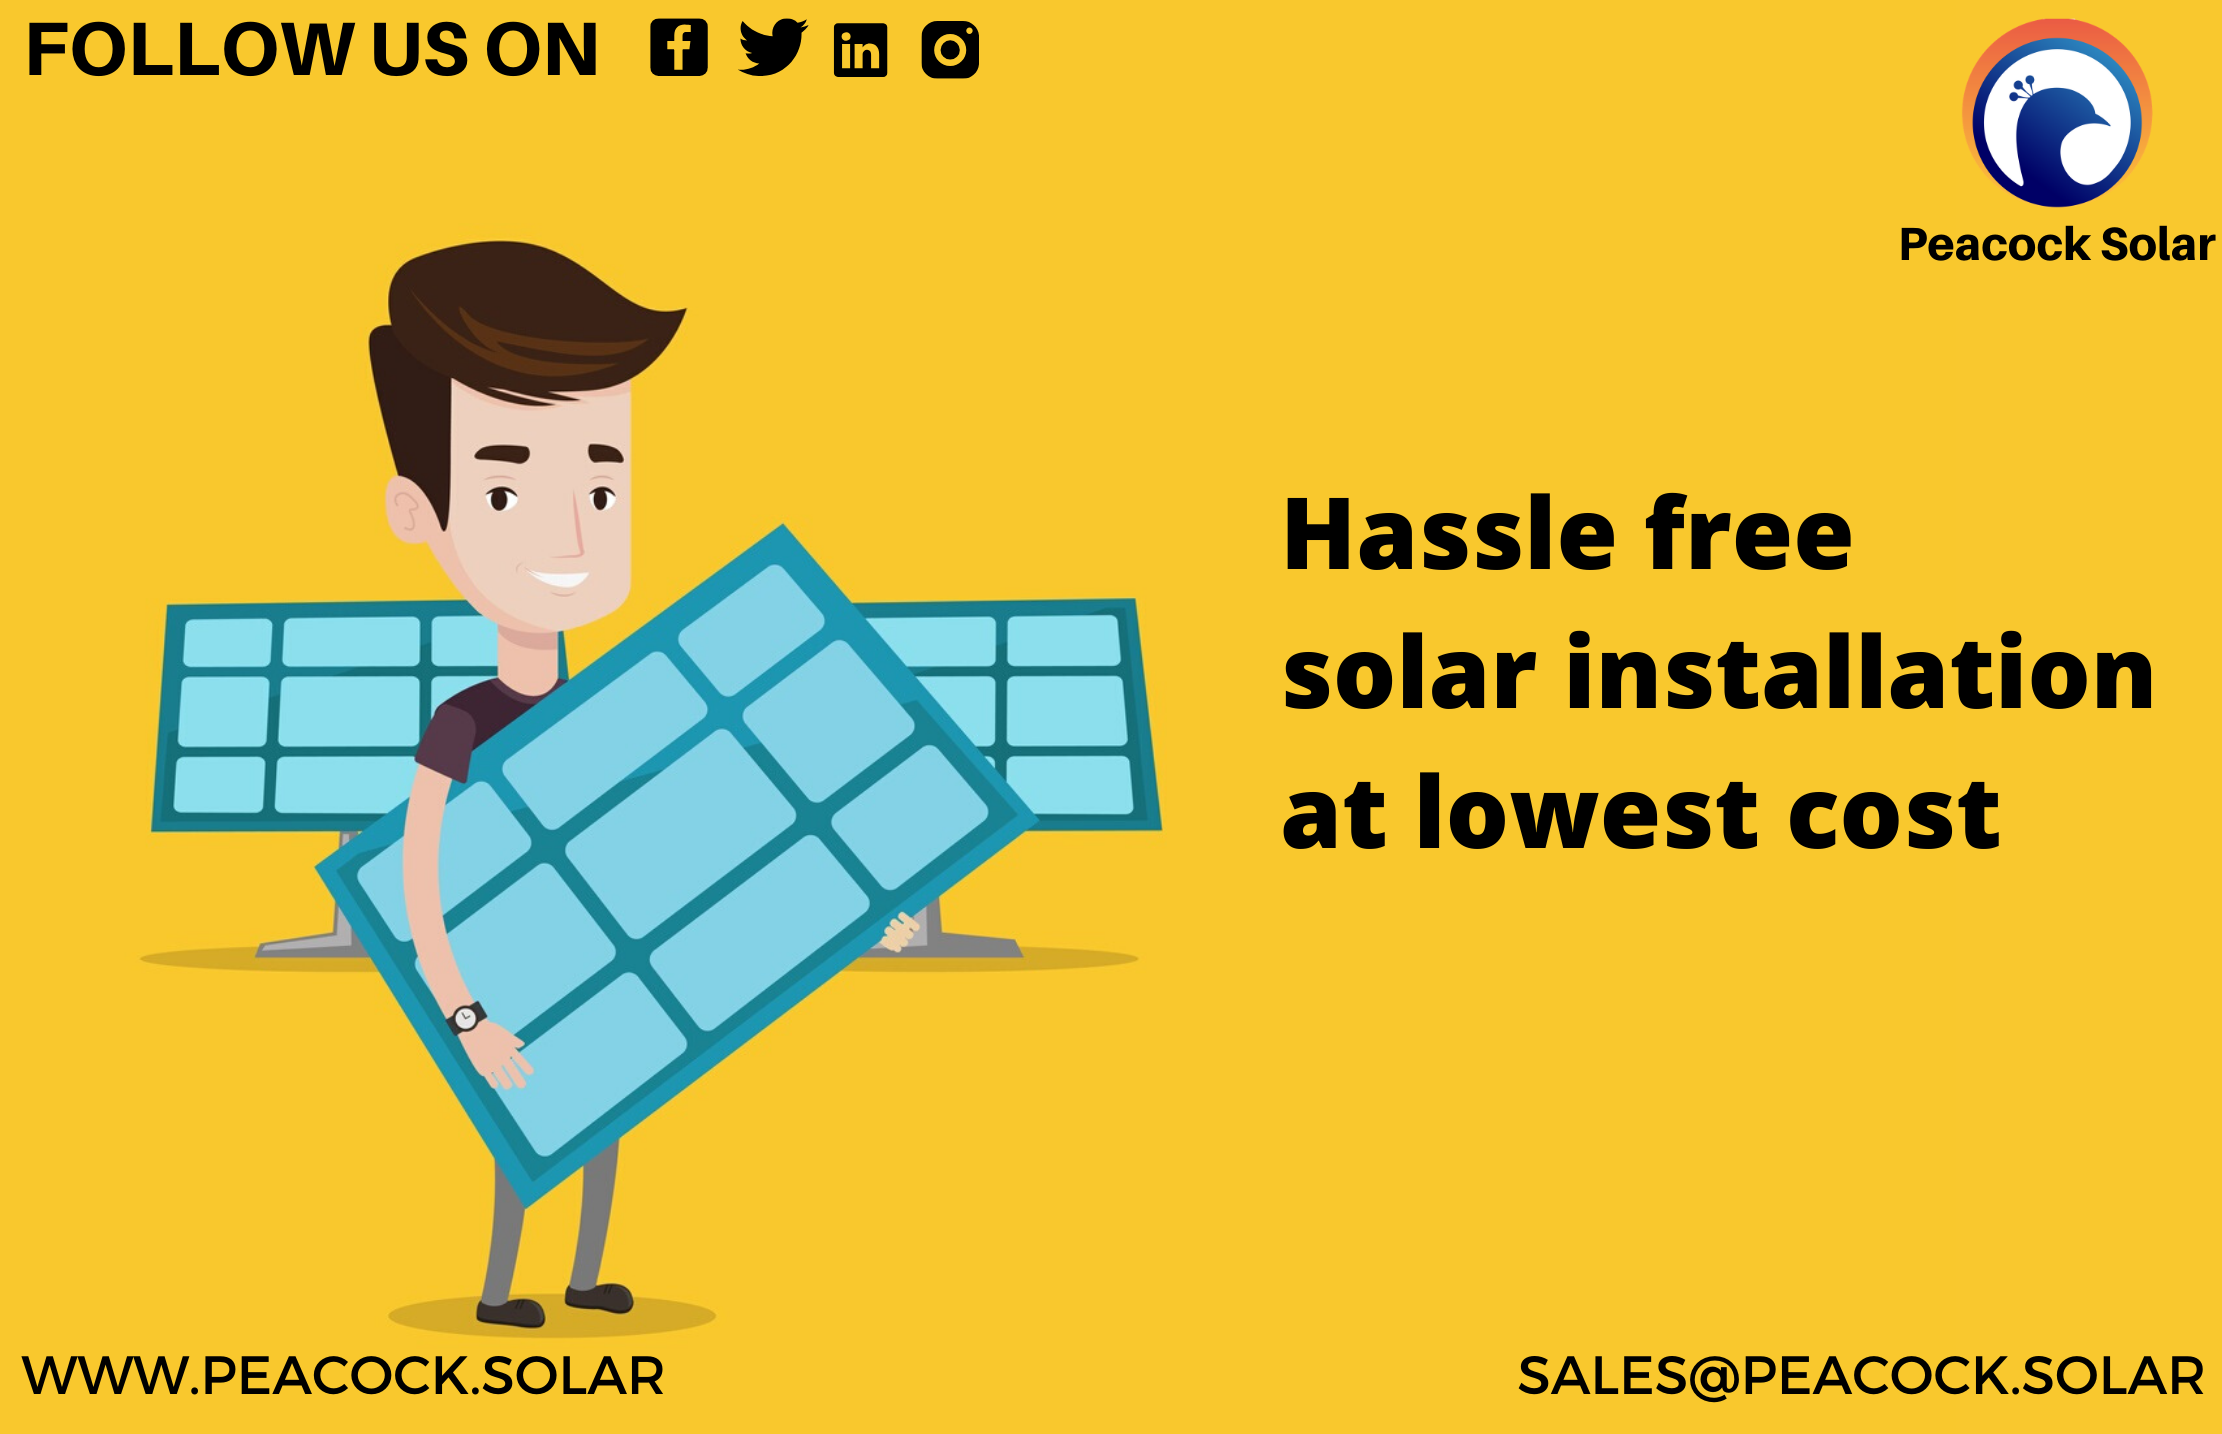 FOLLOW US ON
Peacock Solar
Hassle free
solar installation
at lowest cost
WWW.PEACOCK.SOLAR
SALES@PEACOCK.SOLAR